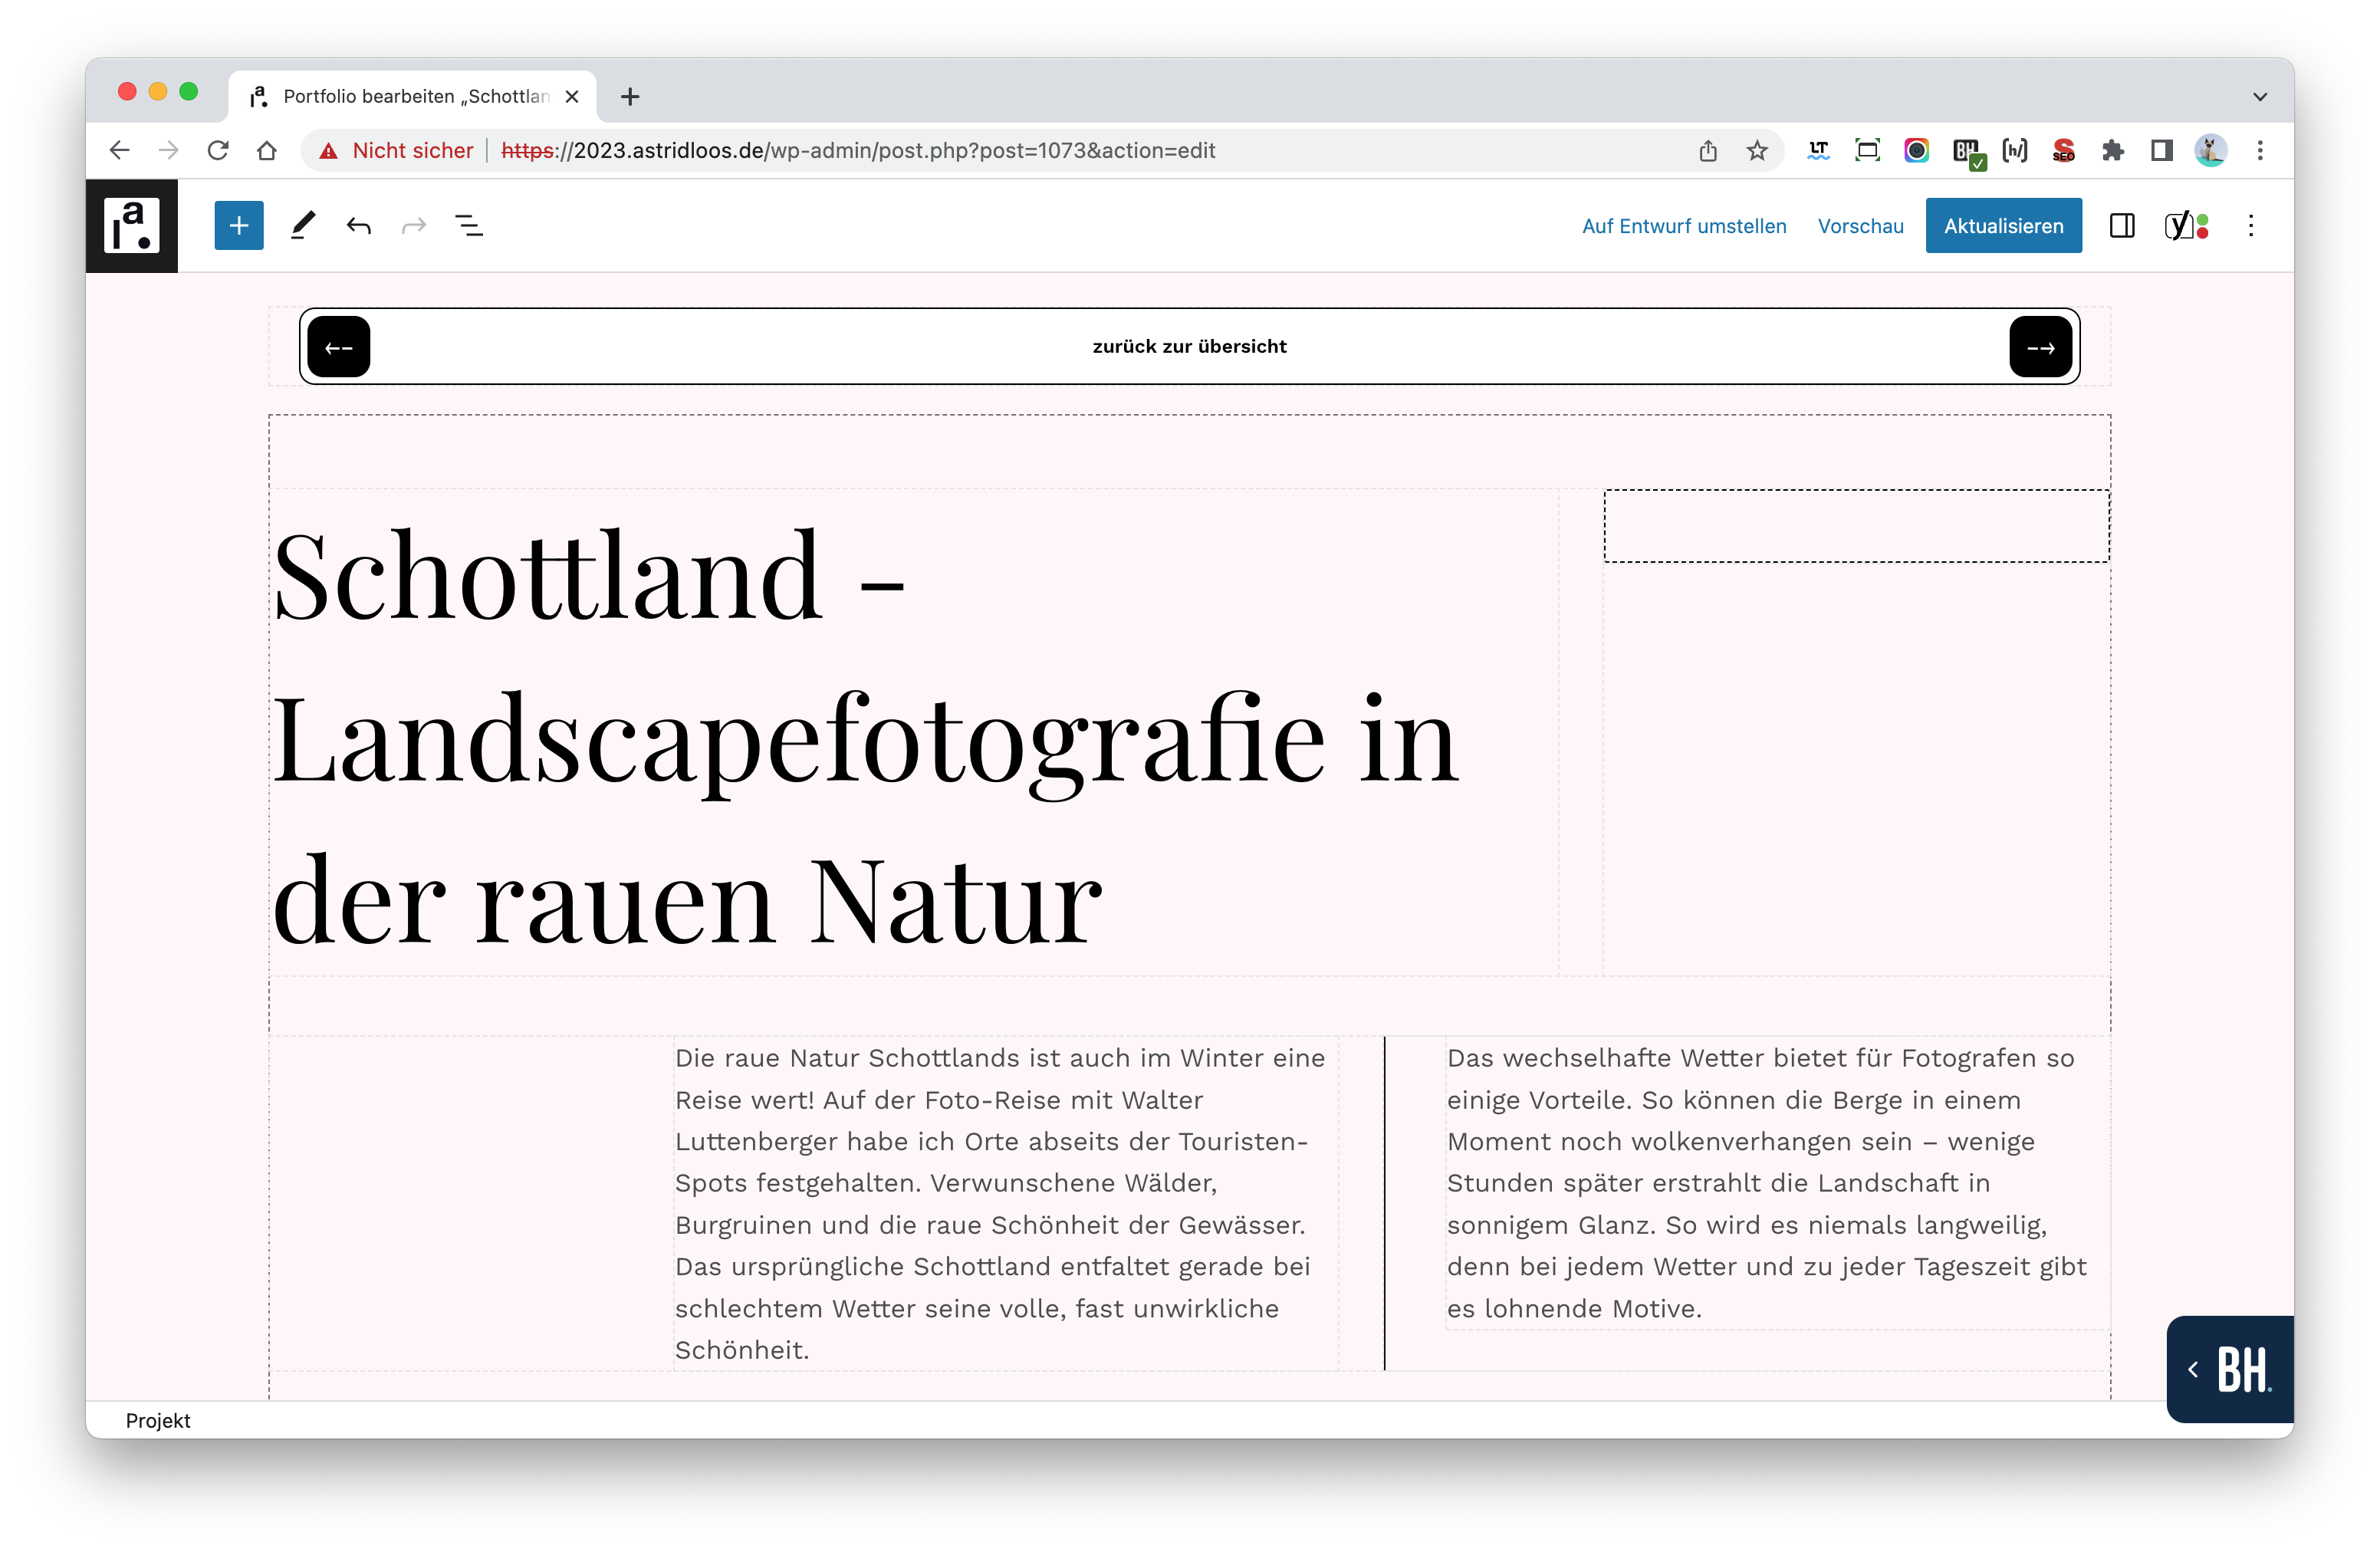 Portfolio bearbeiten „Schottlan
Nicht sicher
https://2023.astridloos.de/wp-admin/post.php?post=1073&action=edit
LT
BH
[h/]
S
SEO
a
Auf Entwurf umstellen
Vorschau
Aktualisieren
y
←–
zurück zur übersicht
–→
Schottland –
Landscapefotografie in
der rauen Natur
Die raue Natur Schottlands ist auch im Winter eine
Reise wert! Auf der Foto-Reise mit Walter
Luttenberger habe ich Orte abseits der Touristen-
Spots festgehalten. Verwunschene Wälder,
Burgruinen und die raue Schönheit der Gewässer.
Das ursprüngliche Schottland entfaltet gerade bei
schlechtem Wetter seine volle, fast unwirkliche
Schönheit.
Das wechselhafte Wetter bietet für Fotografen so
einige Vorteile. So können die Berge in einem
Moment noch wolkenverhangen sein – wenige
Stunden später erstrahlt die Landschaft in
sonnigem Glanz. So wird es niemals langweilig,
denn bei jedem Wetter und zu jeder Tageszeit gibt
es lohnende Motive.
BH.
Projekt